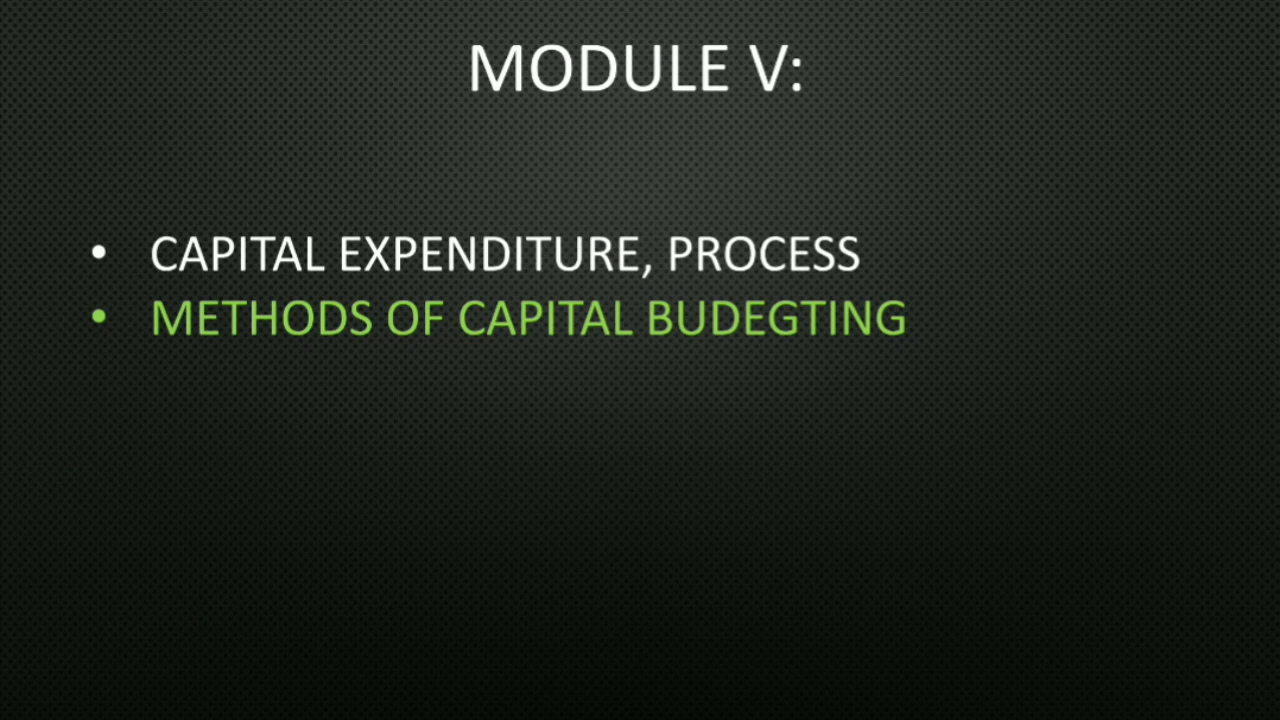 MODULE V:
• CAPITAL EXPENDITURE, PROCESS
• METHODS OF CAPITAL BUDEGTING